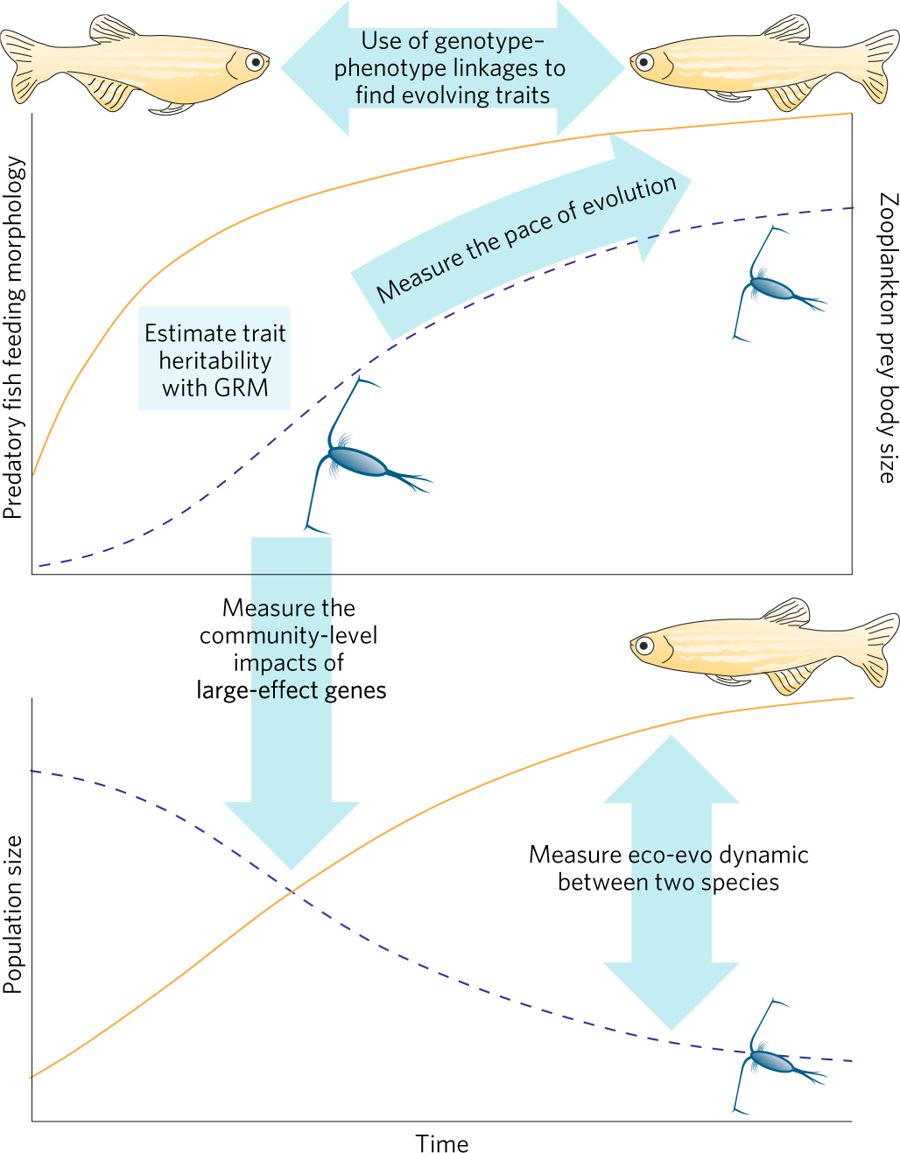 Use of genotype–
phenotype linkages to
find evolving traits
Predatory fish feeding morphology
Zooplankton prey body size
Measure the pace of evolution
Estimate trait
heritability
with GRM
Measure the
community-level
impacts of
large-effect genes
Population size
Measure eco-evo dynamic
between two species
Time